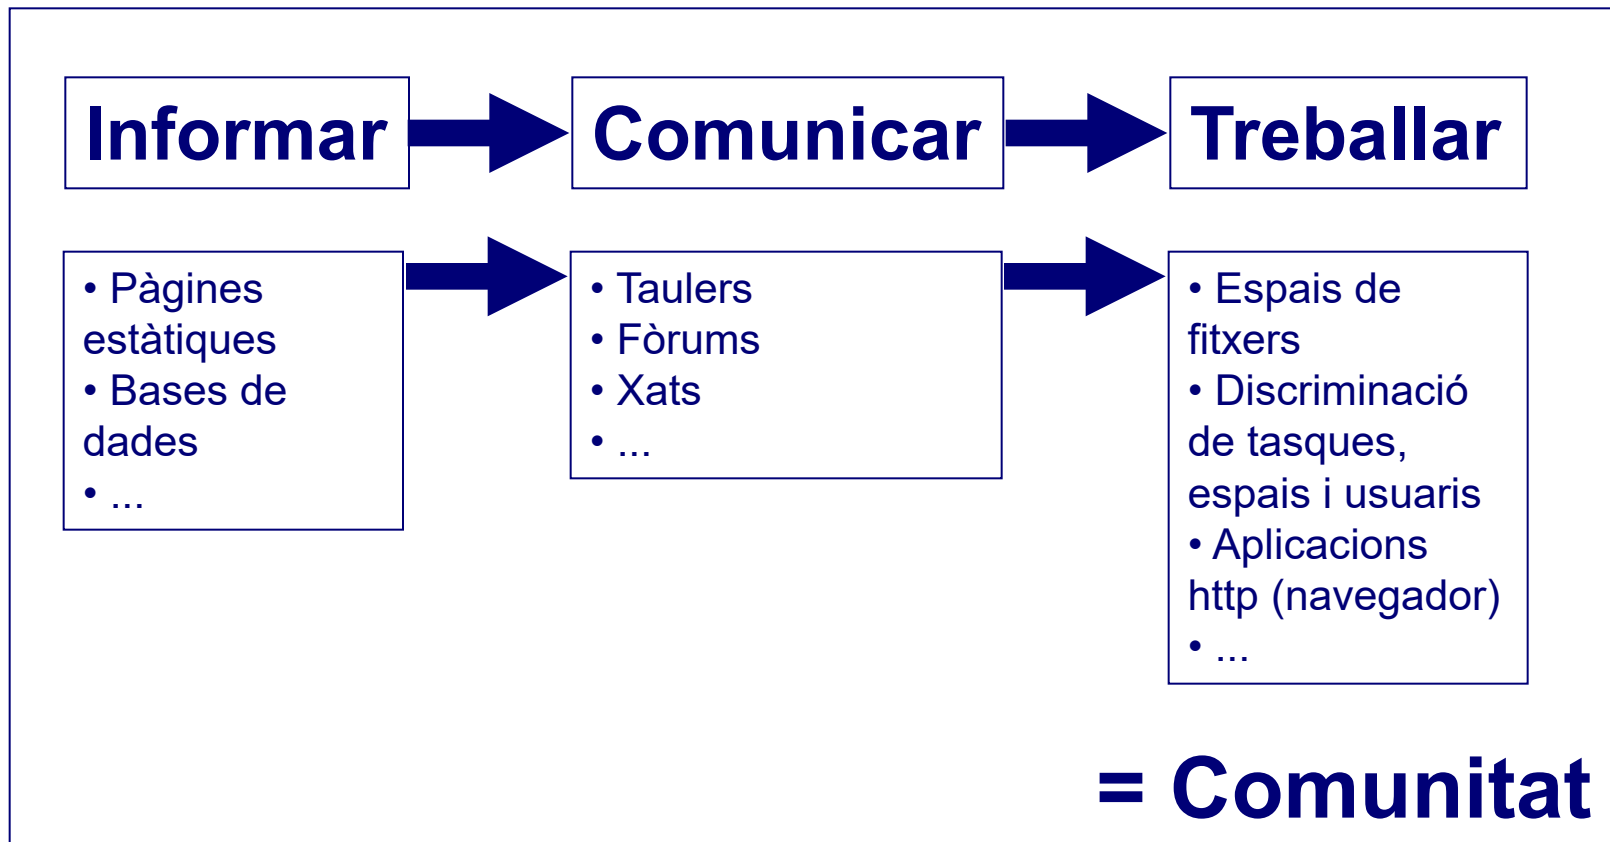 Informar
Comunicar
Treballar
• Pàgines
estàtiques
• Bases de
dades
• ...
• Taulers
• Fòrums
• Xats
• ...
• Espais de
fitxers
• Discriminació
de tasques,
espais i usuaris
• Aplicacions
http (navegador)
• ...
= Comunitat